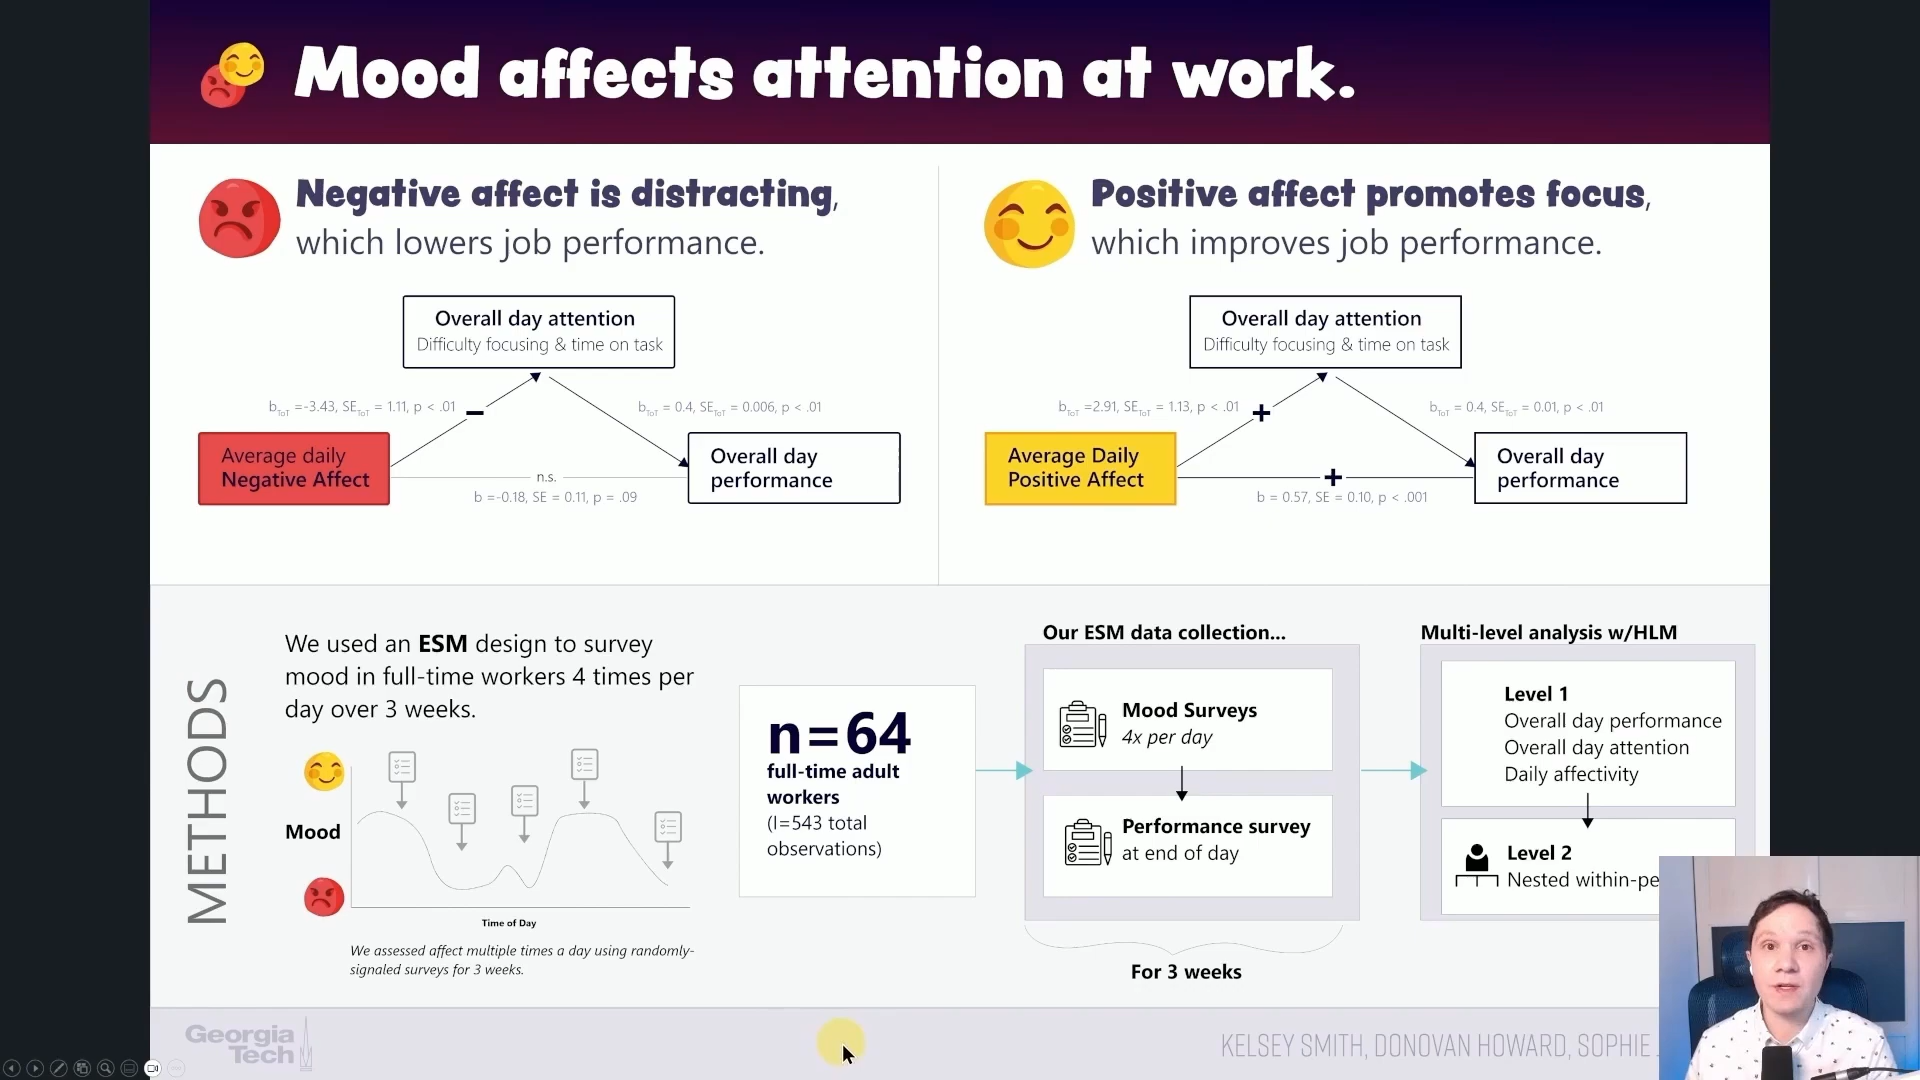 Mood affects attention at work.
Negative affect is distracting,
which lowers job performance.
Overall day attention
Difficulty focusing & time on task
bToT =-3.43, SEToT = 1.11, p < .01
bToT = 0.4, SEToT = 0.006, p < .01
Average daily
Negative Affect
n.s.
b =-0.18, SE = 0.11, p = .09
Overall day
performance
Positive affect promotes focus,
which improves job performance.
Overall day attention
Difficulty focusing & time on task
bToT =2.91, SEToT = 1.13, p < .01
bToT = 0.4, SEToT = 0.01, p < .01
Average Daily
Positive Affect
b = 0.57, SE = 0.10, p < .001
Overall day
performance
METHODS
We used an ESM design to survey
mood in full-time workers 4 times per
day over 3 weeks.
Mood
Time of Day
We assessed affect multiple times a day using randomly-
signaled surveys for 3 weeks.
n=64
full-time adult
workers
(I=543 total
observations)
Our ESM data collection...
Mood Surveys
4x per day
Performance survey
at end of day
For 3 weeks
Multi-level analysis w/HLM
Level 1
Overall day performance
Overall day attention
Daily affectivity
Level 2
Nested within-pe
Georgia
Tech
KELSEY SMITH, DONOVAN HOWARD, SOPHIE